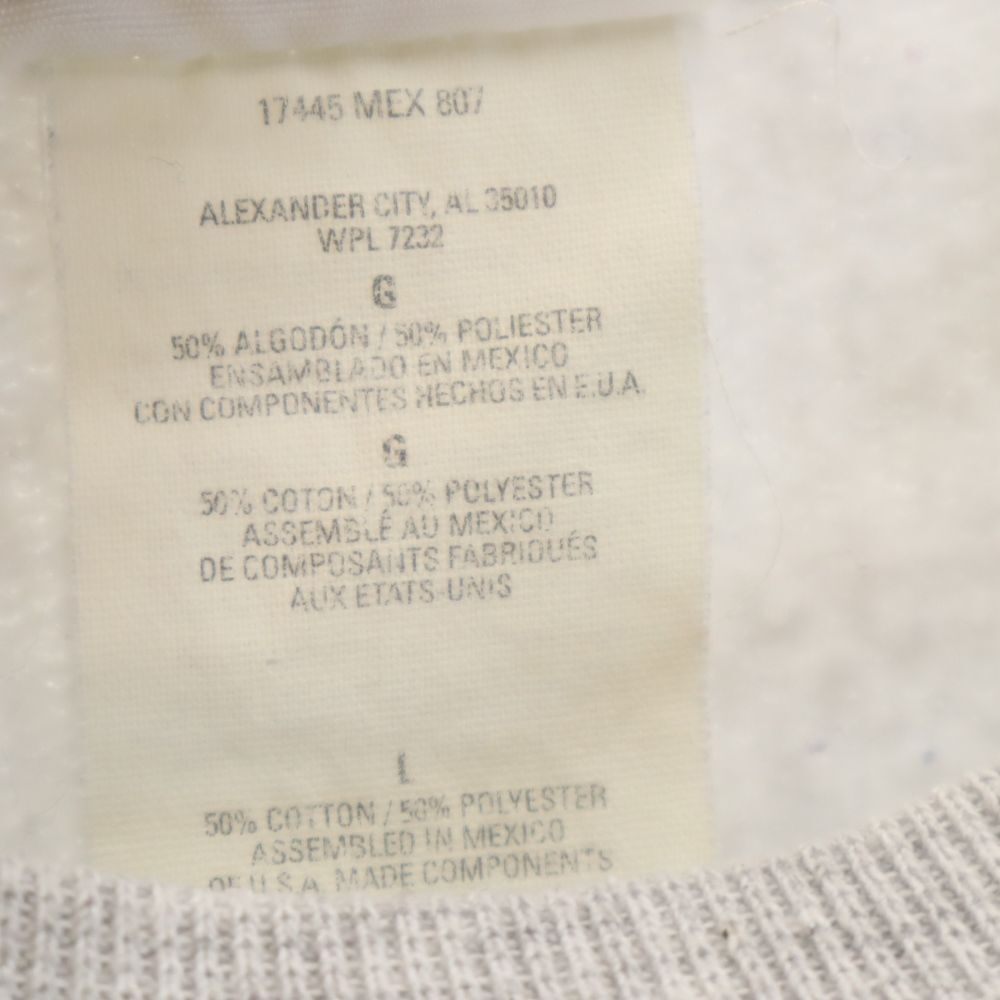 17445 MEX 807
ALEXANDER CITY, AL 35010
WPL 7232
G
50% ALGODÓN / 50% POLIESTER
ENSAMBLADO EN MEXICO
CON COMPONENTES HECHOS EN E.U.A.
G
50% COTON / 50% POLYESTER
ASSEMBLÉ AU MEXICO
DE COMPOSANTS FABRIQUÉS
AUX ETATS-UNIS
L
50% COTTON / 50% POLYESTER
ASSEMBLED IN MEXICO
OF U.S.A. MADE COMPONENTS